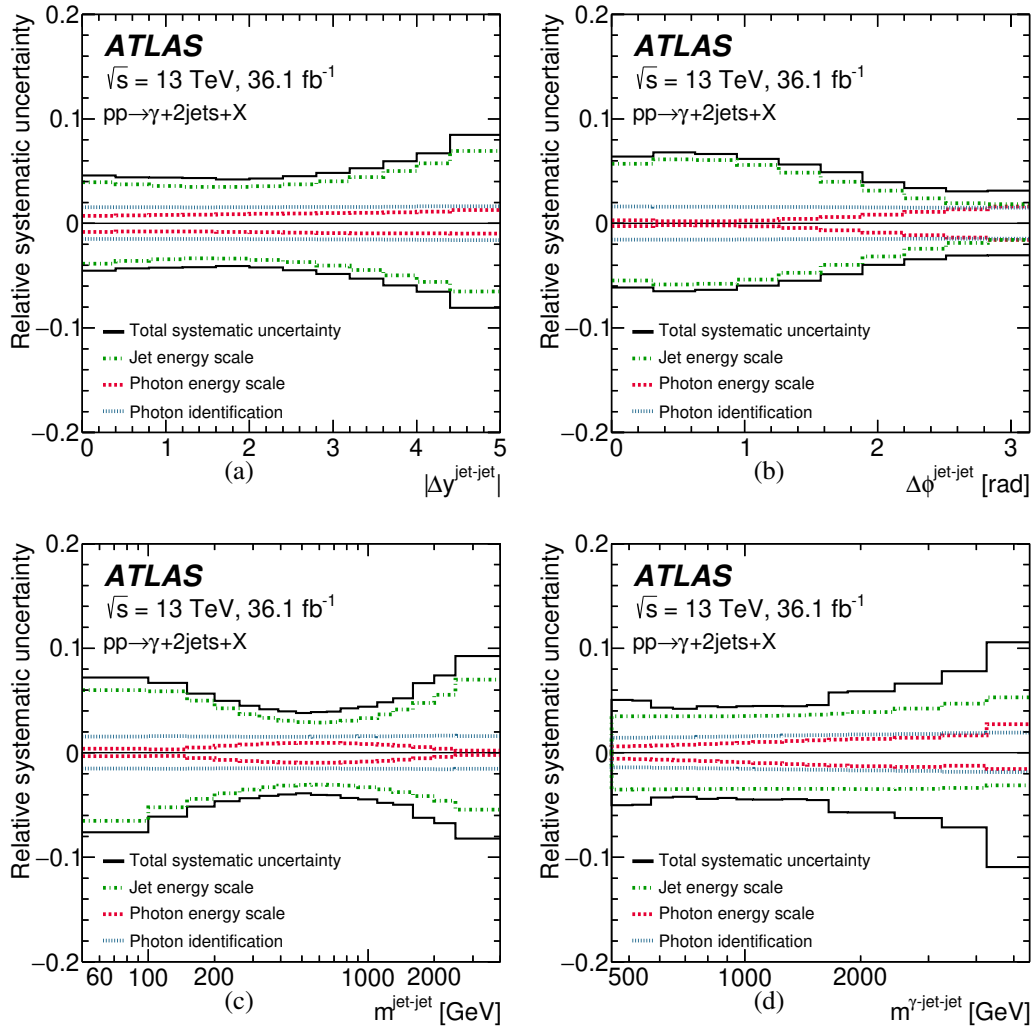 Relative systematic uncertainty
0.2
0.1
0
−0.1
−0.2
ATLAS
√s = 13 TeV, 36.1 fb-1
pp→γ+2jets+X
Total systematic uncertainty
Jet energy scale
Photon energy scale
Photon identification
0 1 2 3 4 5
(a)
|Δy^jet-jet|
Relative systematic uncertainty
0.2
0.1
0
−0.1
−0.2
ATLAS
√s = 13 TeV, 36.1 fb-1
pp→γ+2jets+X
Total systematic uncertainty
Jet energy scale
Photon energy scale
Photon identification
0 1 2 3
(b)
Δϕ^jet-jet [rad]
Relative systematic uncertainty
0.2
0.1
0
−0.1
−0.2
ATLAS
√s = 13 TeV, 36.1 fb-1
pp→γ+2jets+X
Total systematic uncertainty
Jet energy scale
Photon energy scale
Photon identification
60 100 200 1000 2000
(c)
m^jet-jet [GeV]
Relative systematic uncertainty
0.2
0.1
0
−0.1
−0.2
ATLAS
√s = 13 TeV, 36.1 fb-1
pp→γ+2jets+X
Total systematic uncertainty
Jet energy scale
Photon energy scale
Photon identification
500 1000 2000
(d)
m^γ-jet-jet [GeV]